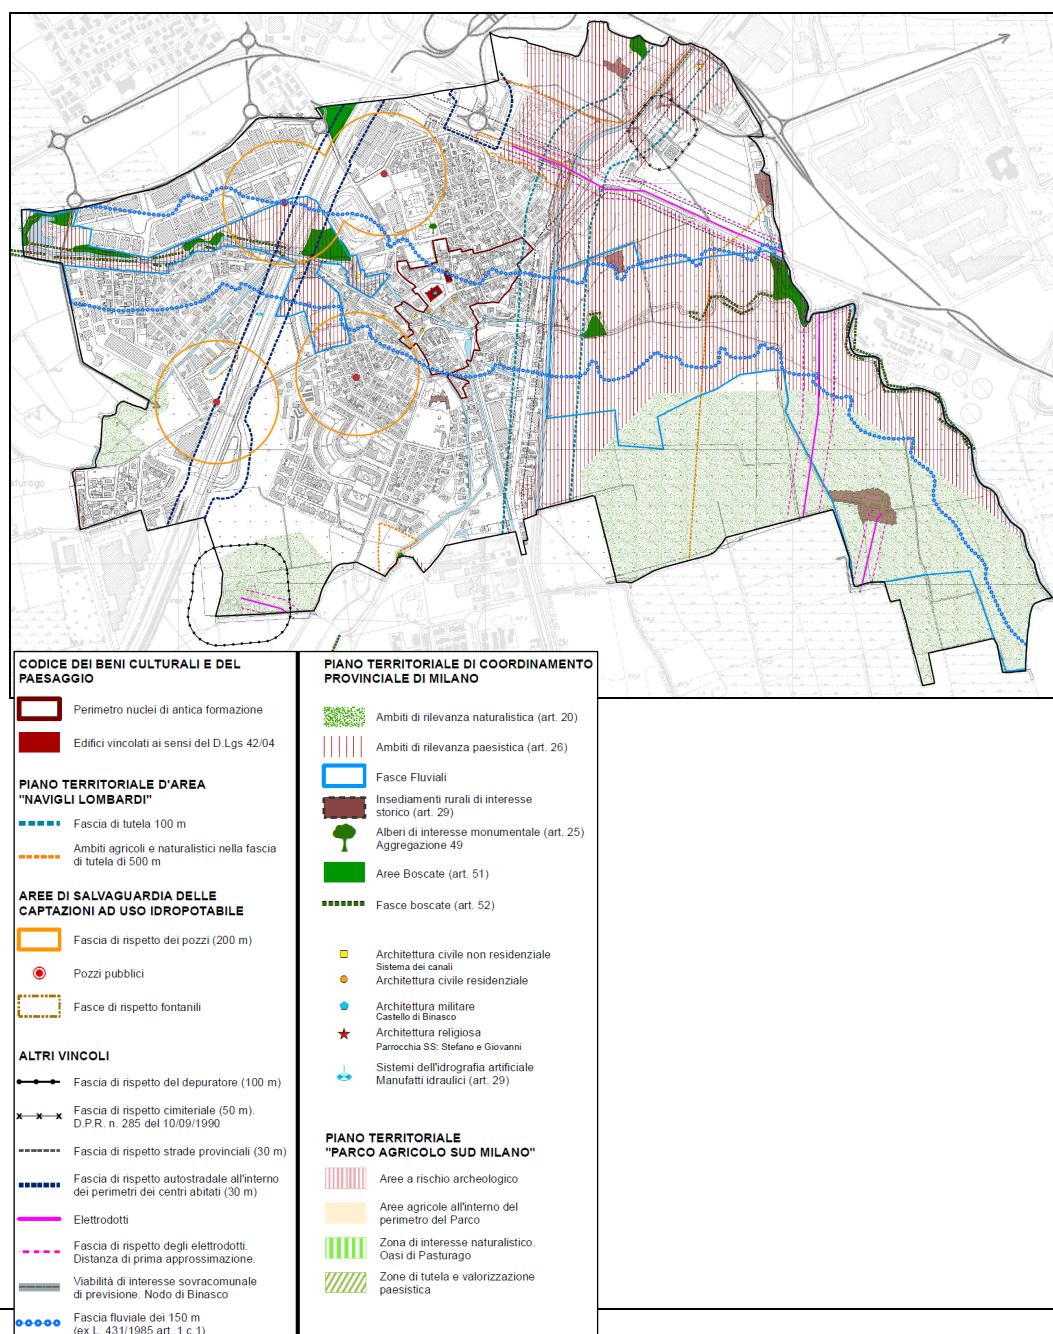 CODICE DEI BENI CULTURALI E DEL
PAESAGGIO
Perimetro nuclei di antica formazione
Edifici vincolati ai sensi del D.Lgs 42/04
PIANO TERRITORIALE D'AREA
"NAVIGLI LOMBARDI"
Fascia di tutela 100 m
Ambiti agricoli e naturalistici nella fascia
di tutela di 500 m
AREE DI SALVAGUARDIA DELLE
CAPTAZIONI AD USO IDROPOTABILE
Fascia di rispetto dei pozzi (200 m)
Pozzi pubblici
Fasce di rispetto fontanili
ALTRI VINCOLI
Fascia di rispetto del depuratore (100 m)
Fascia di rispetto cimiteriale (50 m).
D.P.R. n. 285 del 10/09/1990
Fascia di rispetto strade provinciali (30 m)
Fascia di rispetto autostradale all'interno
dei perimetri dei centri abitati (30 m)
Elettrodotti
Fascia di rispetto degli elettrodotti.
Distanza di prima approssimazione.
Viabilità di interesse sovracomunale
di previsione. Nodo di Binasco
Fascia fluviale dei 150 m
(ex L. 431/1985 art. 1 c.1)
PIANO TERRITORIALE DI COORDINAMENTO
PROVINCIALE DI MILANO
Ambiti di rilevanza naturalistica (art. 20)
Ambiti di rilevanza paesistica (art. 26)
Fasce Fluviali
Insediamenti rurali di interesse
storico (art. 29)
Alberi di interesse monumentale (art. 25)
Aggregazione 49
Aree Boscate (art. 51)
Fasce boscate (art. 52)
Architettura civile non residenziale
Sistema dei canali
Architettura civile residenziale
Architettura militare
Castello di Binasco
Architettura religiosa
Parrocchia SS: Stefano e Giovanni
Sistemi dell'idrografia artificiale
Manufatti idraulici (art. 29)
PIANO TERRITORIALE
"PARCO AGRICOLO SUD MILANO"
Aree a rischio archeologico
Aree agricole all'interno del
perimetro del Parco
Zona di interesse naturalistico.
Oasi di Pasturago
Zone di tutela e valorizzazione
paesistica